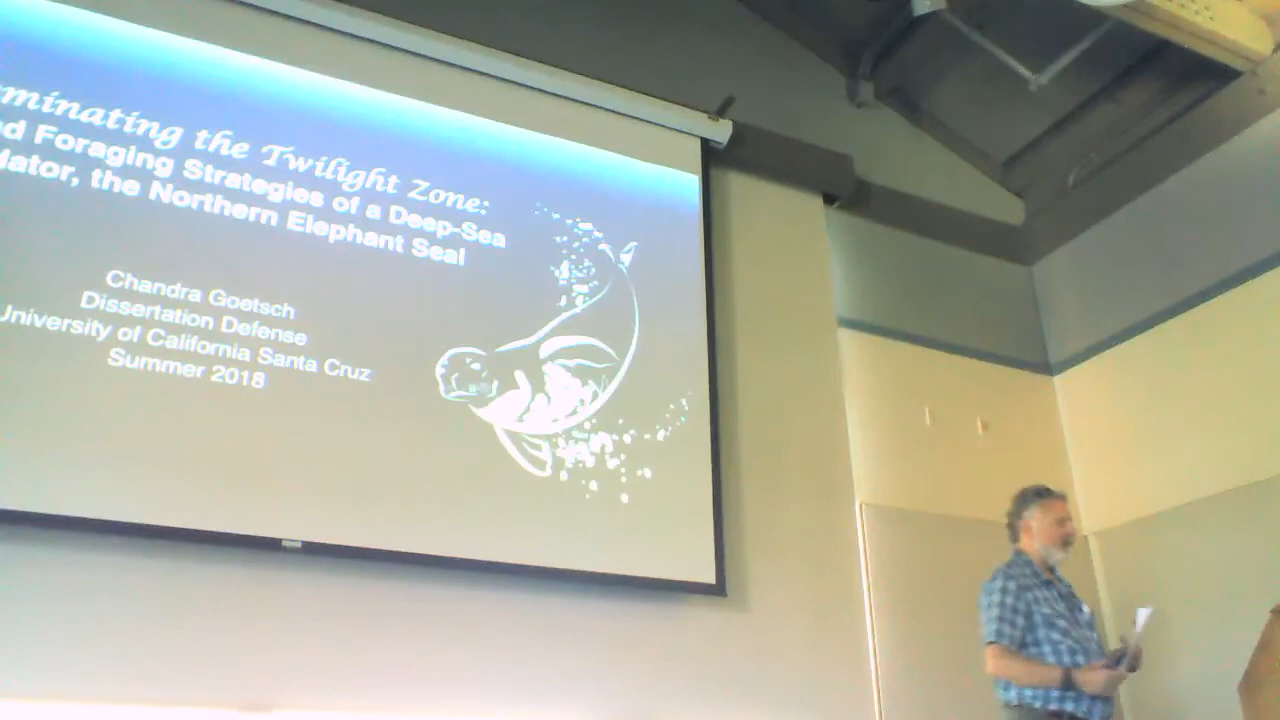 minating the Twilight Zone:
d Foraging Strategies of a Deep-Sea
ator, the Northern Elephant Seal
Chandra Goetsch
Dissertation Defense
University of California Santa Cruz
Summer 2018